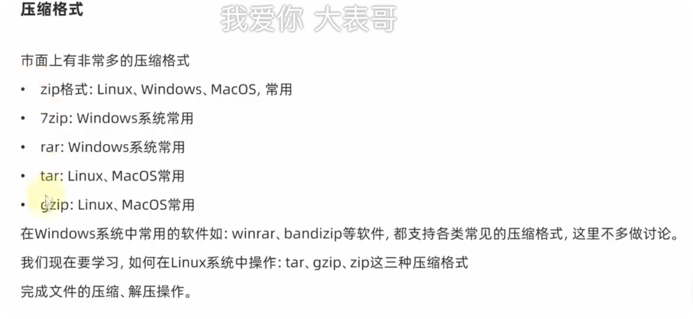 压缩格式
我爱你 大表哥
市面上有非常多的压缩格式
• zip格式: Linux、Windows、MacOS, 常用
• 7zip: Windows系统常用
• rar: Windows系统常用
• tar: Linux、MacOS常用
• gzip: Linux、MacOS常用
在Windows系统中常用的软件如: winrar、bandizip等软件, 都支持各类常见的压缩格式, 这里不多做讨论。
我们现在要学习, 如何在Linux系统中操作: tar、gzip、zip这三种压缩格式
完成文件的压缩、解压操作。